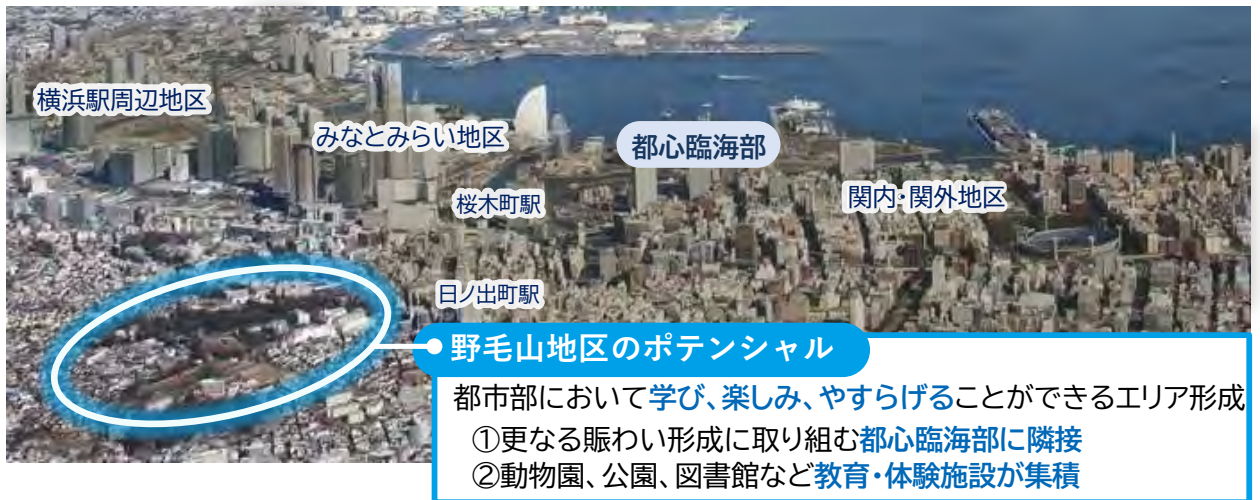 横浜駅周辺地区
みなとみらい地区
都心臨海部
桜木町駅
関内・関外地区
日ノ出町駅
野毛山地区のポテンシャル
都市部において学び、楽しみ、やすらげることができるエリア形成
①更なる賑わい形成に取り組む都心臨海部に隣接
②動物園、公園、図書館など教育・体験施設が集積